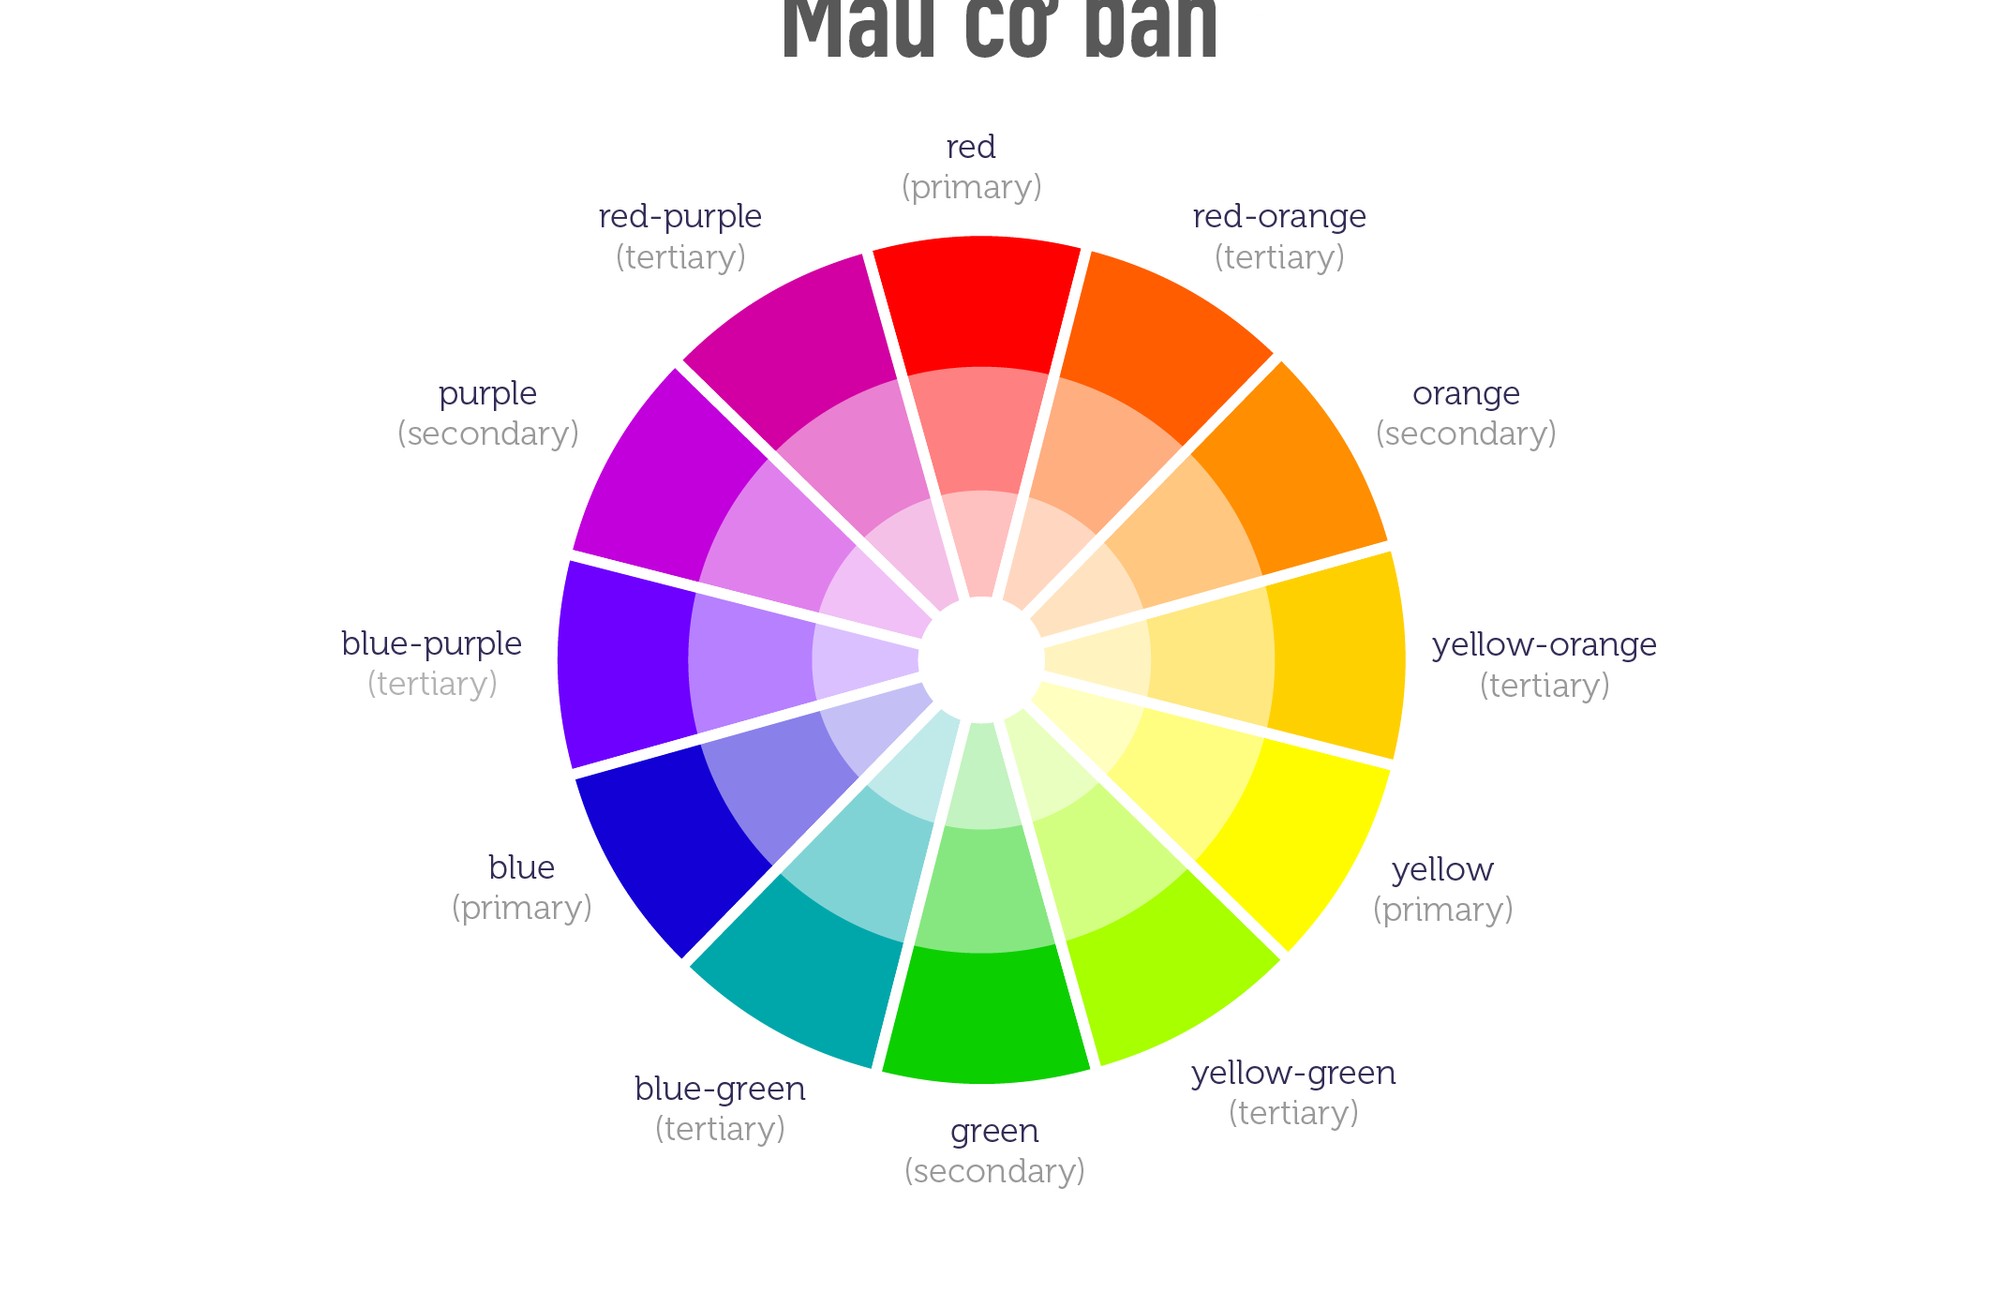 Màu cơ bản
red
(primary)
red-purple
(tertiary)
red-orange
(tertiary)
purple
(secondary)
orange
(secondary)
blue-purple
(tertiary)
yellow-orange
(tertiary)
blue
(primary)
yellow
(primary)
blue-green
(tertiary)
yellow-green
(tertiary)
green
(secondary)